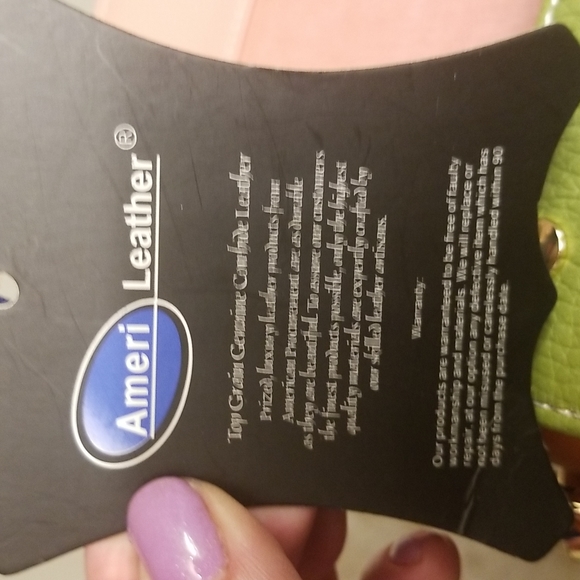 Ameri Leather®
Top Grain Genuine Cowhide Leather
Prized, luxury leather products from
American Procurement are as durable
as they are beautiful. To assure our customers
the finest products possible, only the highest
quality materials are expertly crafted by
our skilled leather artisans.
Warranty:
Our products are warranteed to be free of faulty
workmanship and materials. We will replace or
repair, at our option any defective item which has
not been misused or carelessly handled within 90
days from the purchase date.